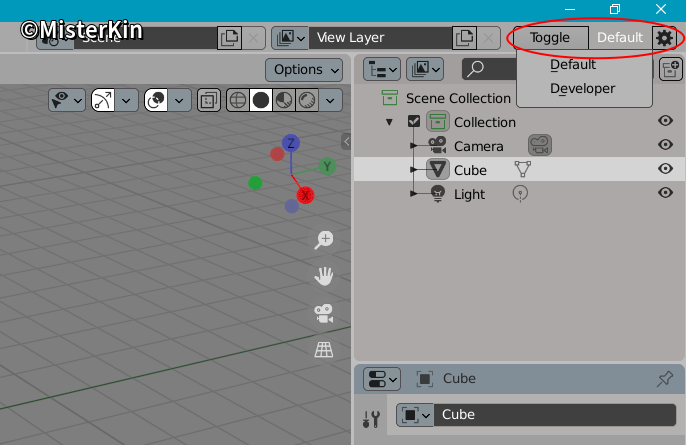 ©MisterKin
Scene
View Layer
Toggle
Default
Options
Default
Developer
Scene Collection
Collection
Camera
Cube
Light
Z
Y
X
Cube
Cube